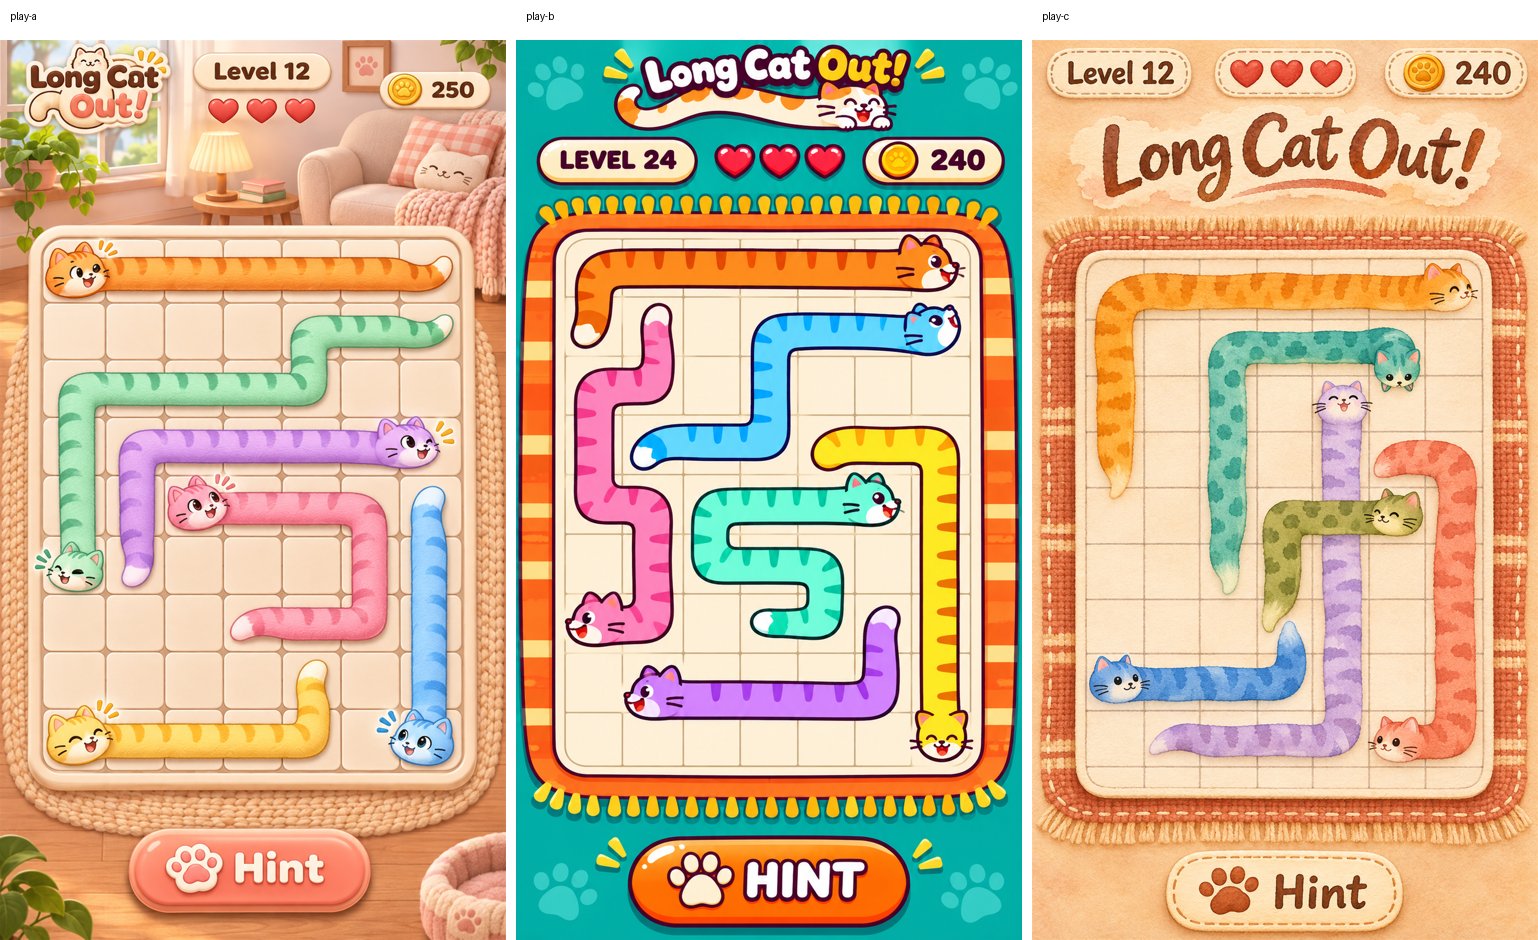 play-a
Long Cat
Out!
Level 12
250
Hint
play-b
Long Cat Out!
LEVEL 24
240
HINT
play-c
Level 12
240
Long Cat Out!
Hint